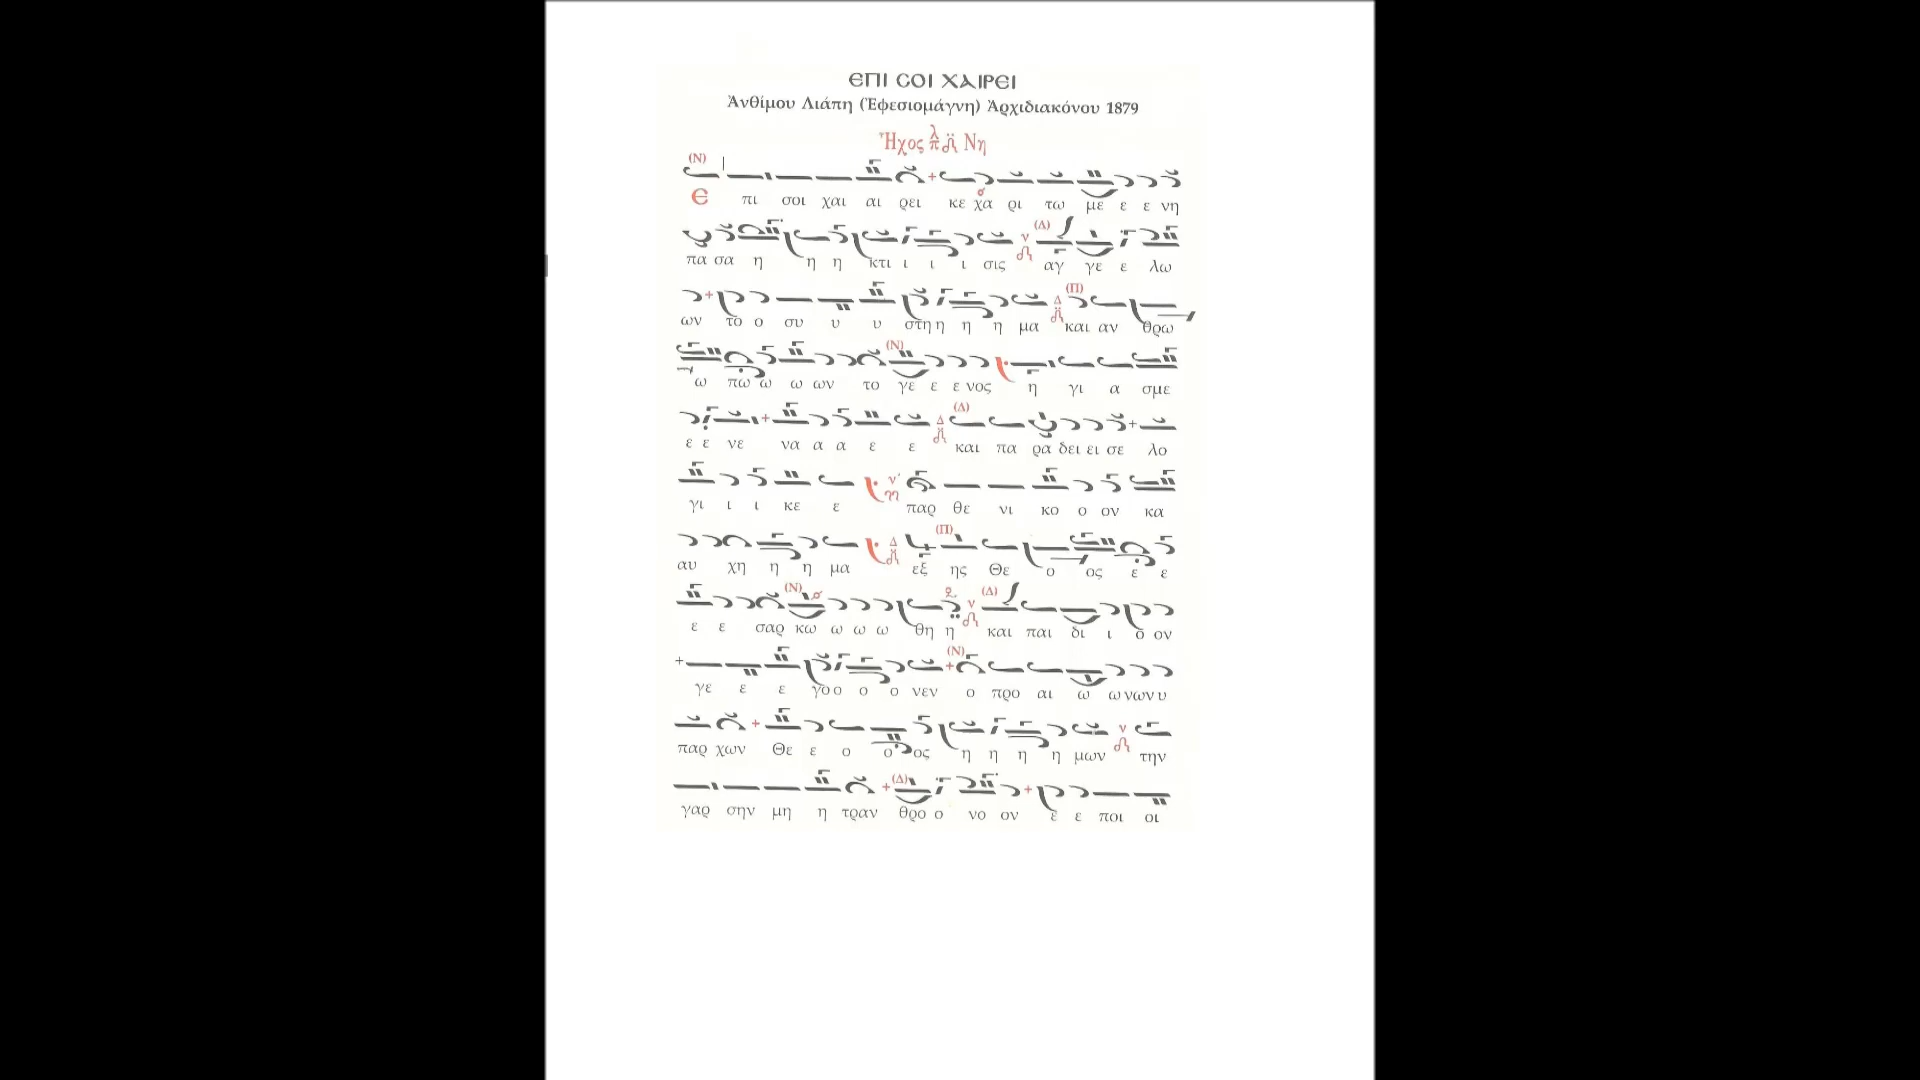 ΕΠΙ ΣΟΙ ΧΑΙΡΕΙ
Ἀνθίμου Λιάπη (Ἐφεσιομάγνη) Ἀρχιδιακόνου 1879
Ἦχος λ π Νη
(Ν)
Ε πι σοι χαι αι ρει κε χα ρι τω με ε ε νη
(Δ)
πα σα η η η κτι ι ι ι σις ν αγ γε ε λω
(Π)
ων το ο συ υ υ στη η η η μα Δ και αν θρω
(Ν)
ω πω ω ω ων το γε ε ε νος η γι α σμε
(Δ)
ε ε νε να α α ε ε Δ και πα ρα δει ει σε λο
γι ι ι κε ε ν παρ θε νι κο ο ον κα
(Π)
αυ χη η η μα Δ εξ ης Θε ο ος ε ε
(Ν) (Δ)
ε ε σαρ κω ω ω ω θη η ν και παι δι ι ο ον
(Ν)
γε ε ε γο ο ο ο νεν ο προ αι ω ω νων υ
παρ χων Θε ε ο ο ος η η η η μων ν την
(Δ)
γαρ σην μη η τραν θρο ο νο ον ε ε ποι οι